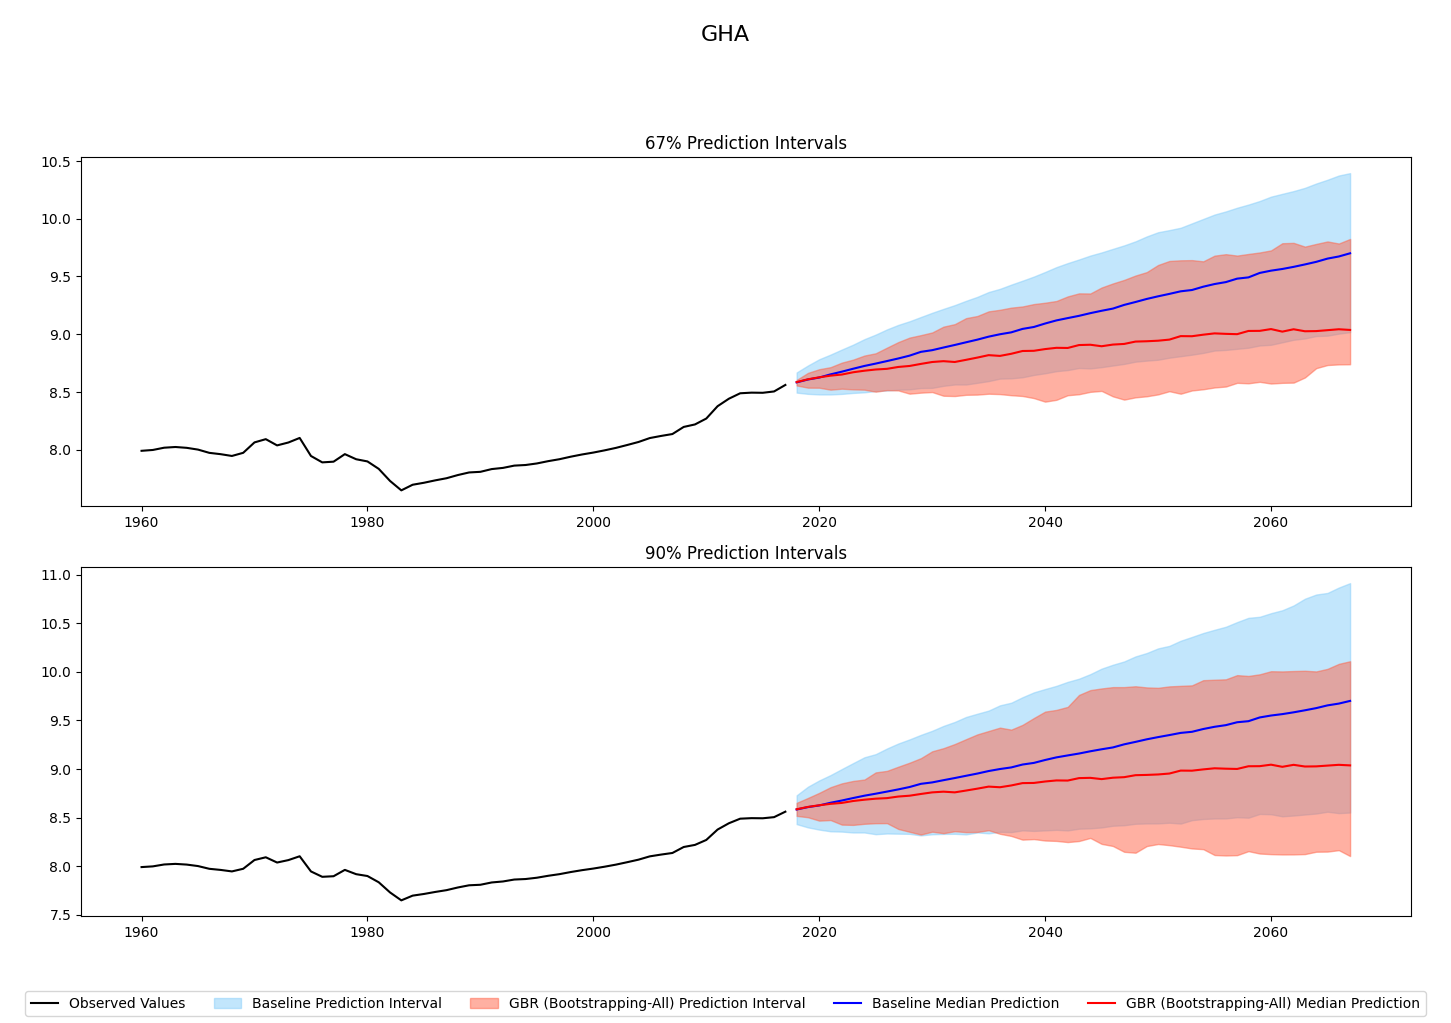 GHA
67% Prediction Intervals
10.5
10.0
9.5
9.0
8.5
8.0
1960 1980 2000 2020 2040 2060
90% Prediction Intervals
11.0
10.5
10.0
9.5
9.0
8.5
8.0
7.5
1960 1980 2000 2020 2040 2060
Observed Values Baseline Prediction Interval GBR (Bootstrapping-All) Prediction Interval Baseline Median Prediction GBR (Bootstrapping-All) Median Prediction